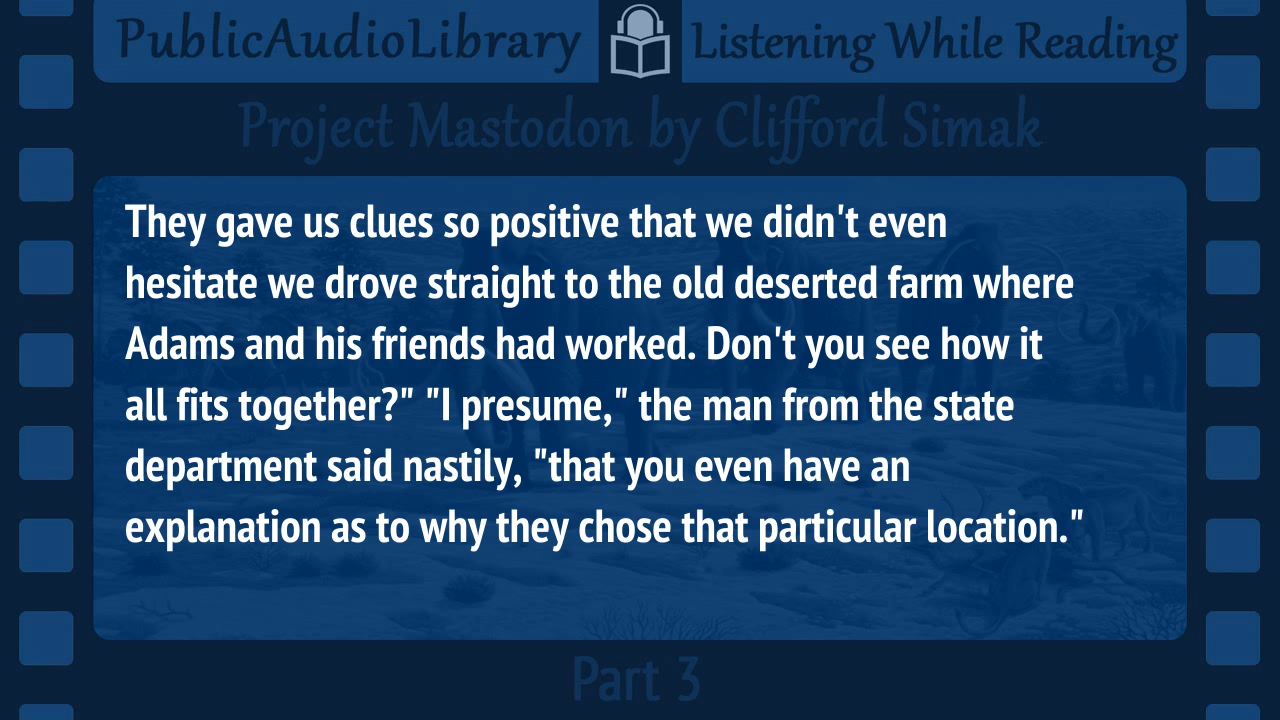 PublicAudioLibrary Listening While Reading
Project Mastodon by Clifford Simak
They gave us clues so positive that we didn't even
hesitate we drove straight to the old deserted farm where
Adams and his friends had worked. Don't you see how it
all fits together?" "I presume," the man from the state
department said nastily, "that you even have an
explanation as to why they chose that particular location."
Part 3